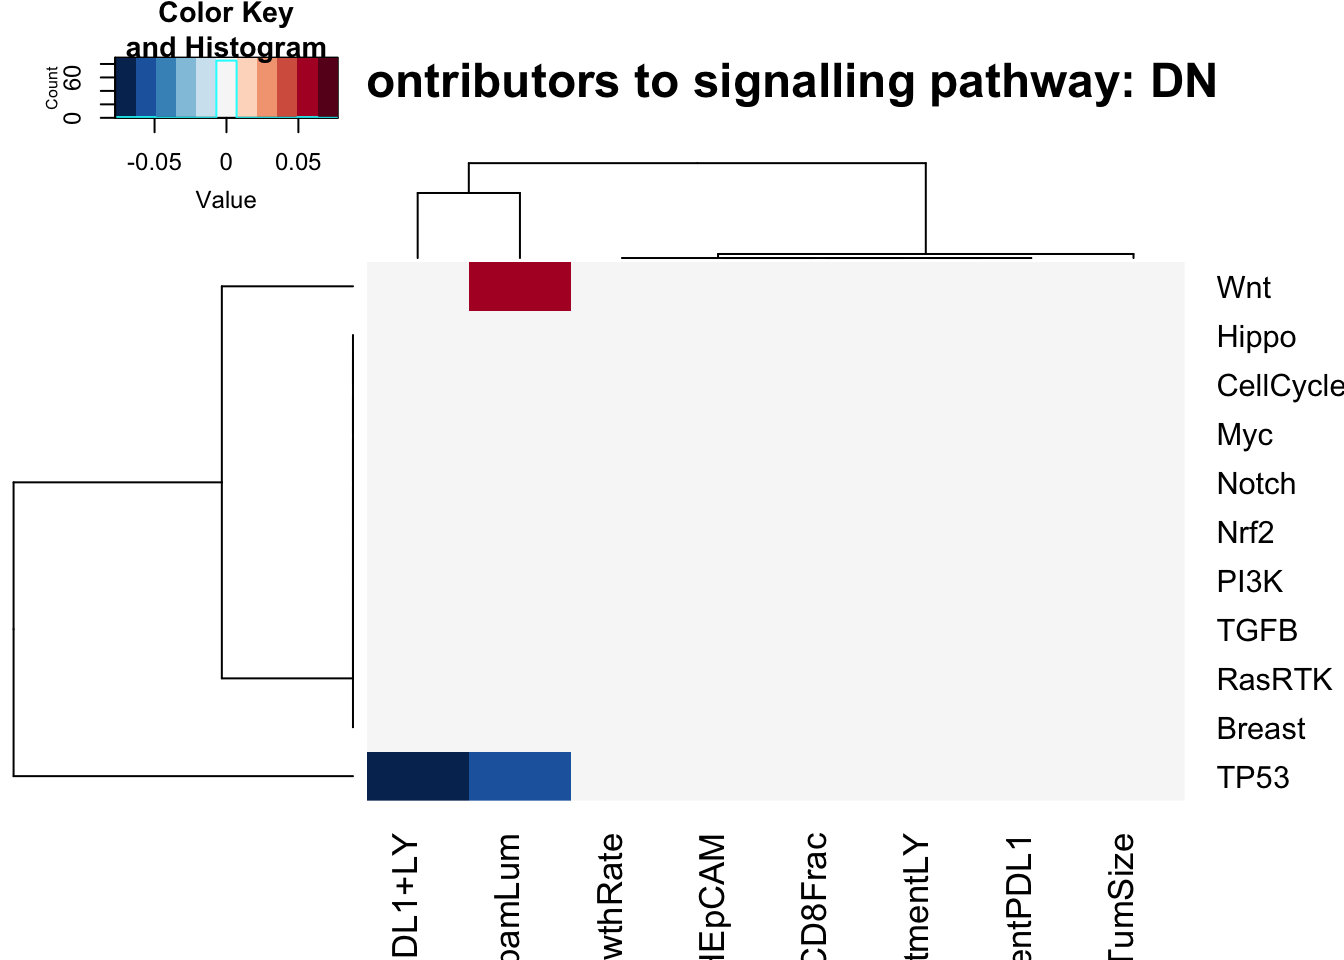 Color Key
and Histogram
Count
0 60
-0.05 0 0.05
Value
ontributors to signalling pathway: DN
Wnt
Hippo
CellCycle
Myc
Notch
Nrf2
PI3K
TGFB
RasRTK
Breast
TP53
DL1+LY
pamLum
wthRate
HEpCAM
CD8Frac
tmentLY
entPDL1
TumSize